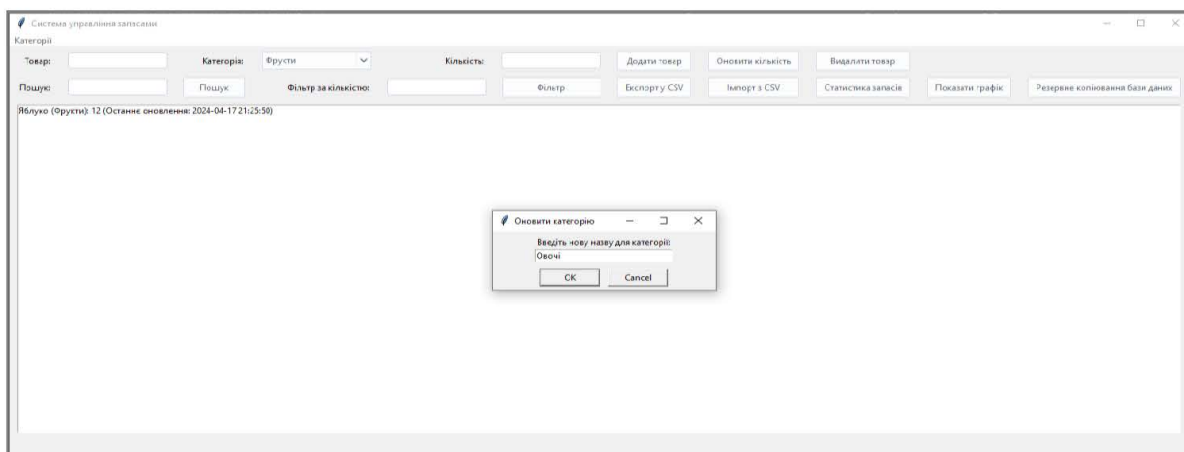 Система управління запасами
Категорії
Товар: Категорія: Фрукти Кількість: Додати товар Оновити кількість Видалити товар
Пошук: Пошук Фільтр за кількістю: Фільтр Експорт у CSV Імпорт з CSV Статистика запасів Показати графік Резервне копіювання бази даних
Яблуко (Фрукти): 12 (Останнє оновлення: 2024-04-17 21:25:50)
Оновити категорію
Введіть нову назву для категорії:
Овочі
OK Cancel